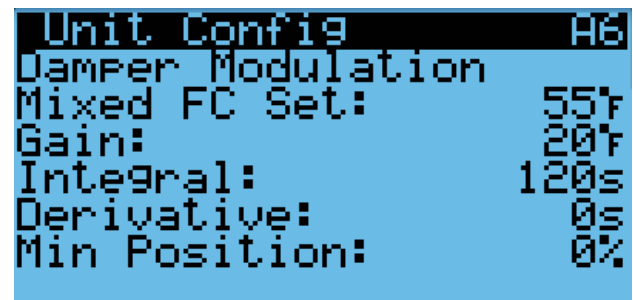 Unit Config A6
Damper Modulation
Mixed FC Set: 55°F
Gain: 20°F
Integral: 120s
Derivative: 0s
Min Position: 0%